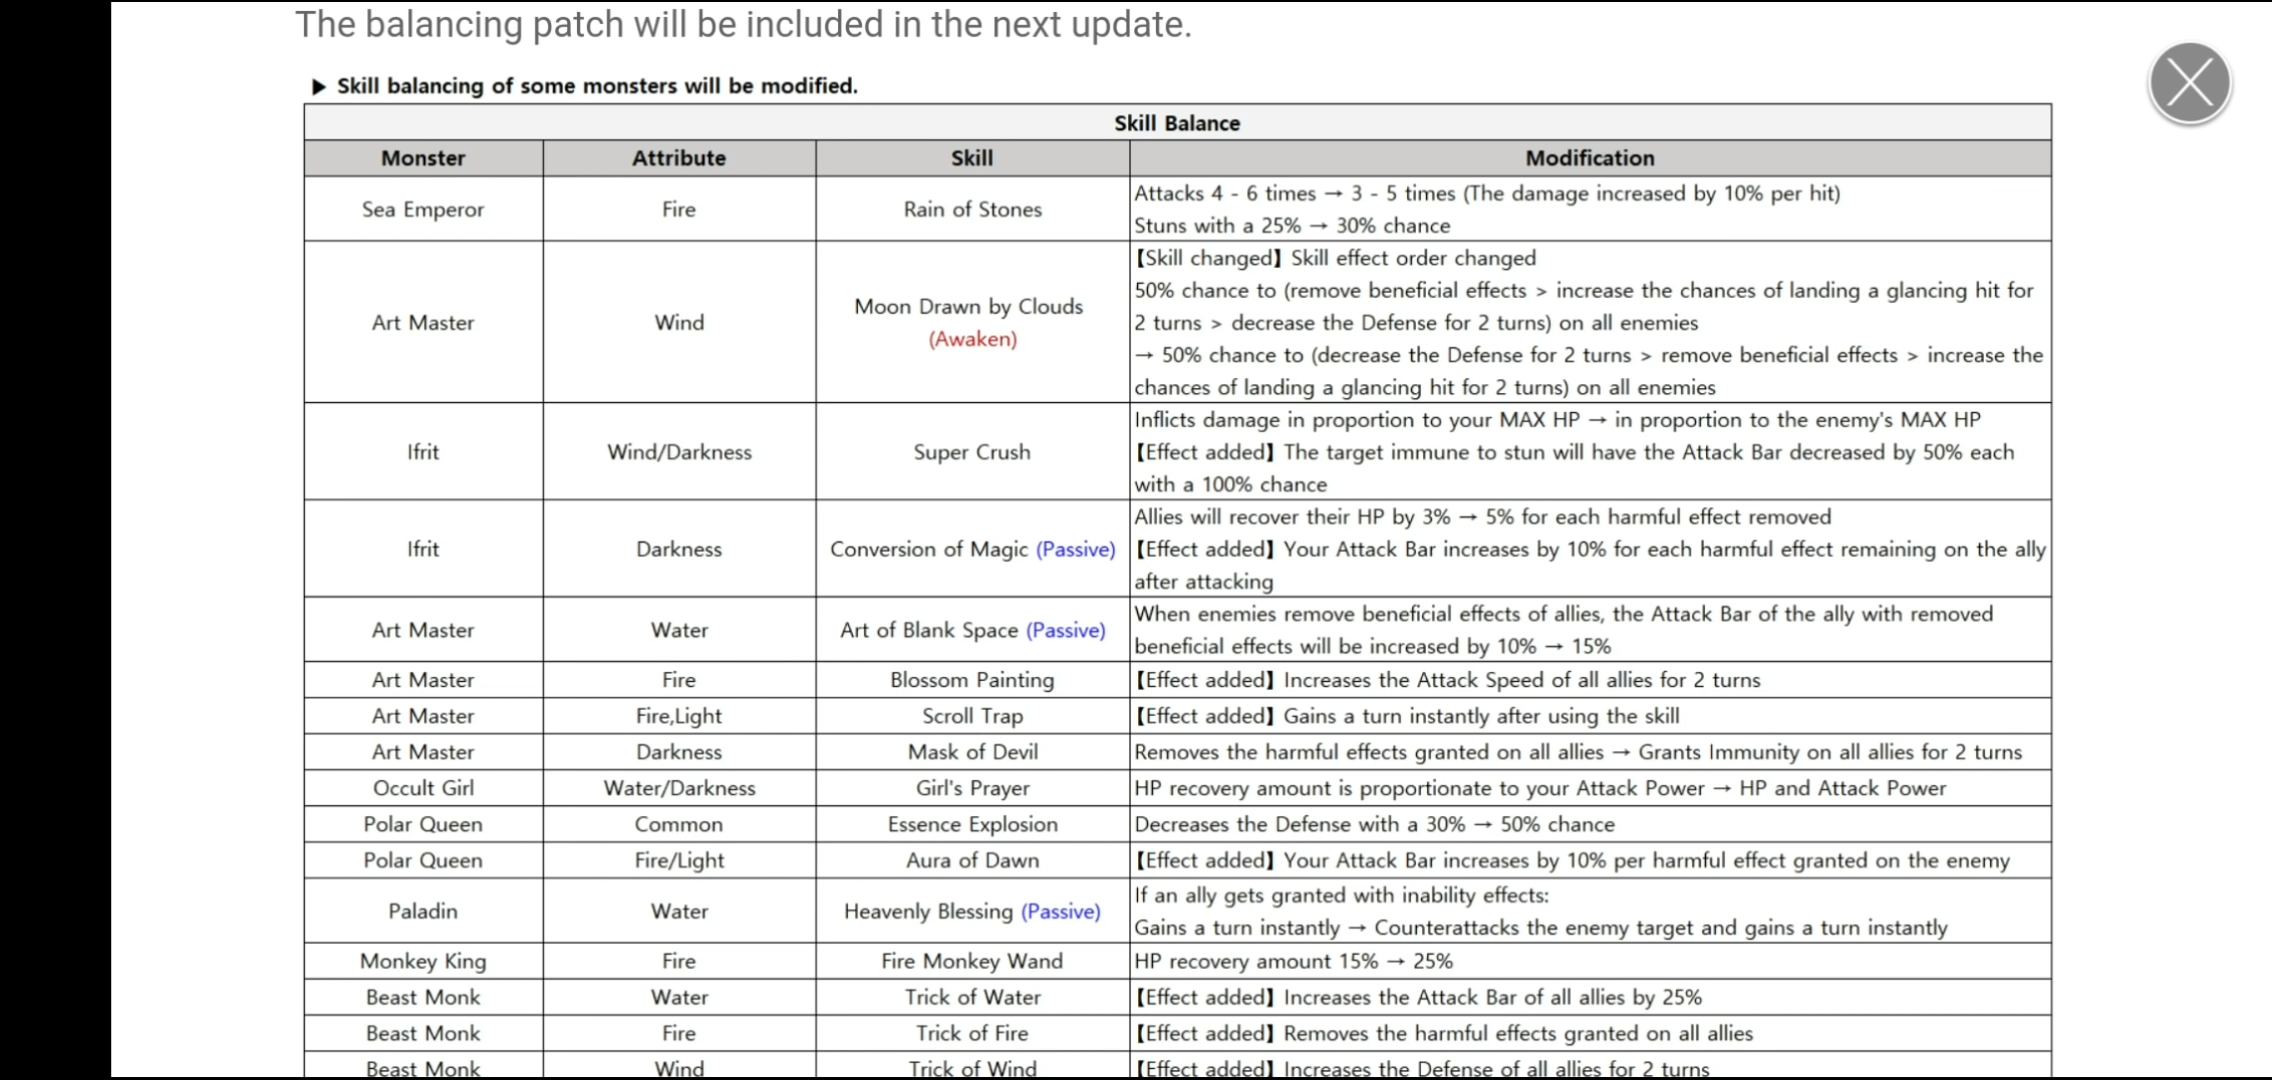 The balancing patch will be included in the next update.
▶ Skill balancing of some monsters will be modified.
Skill Balance
Monster Attribute Skill Modification
Sea Emperor Fire Rain of Stones Attacks 4 - 6 times → 3 - 5 times (The damage increased by 10% per hit)
Stuns with a 25% → 30% chance
Art Master Wind Moon Drawn by Clouds
(Awaken)
【Skill changed】 Skill effect order changed
50% chance to (remove beneficial effects > increase the chances of landing a glancing hit for
2 turns > decrease the Defense for 2 turns) on all enemies
→ 50% chance to (decrease the Defense for 2 turns > remove beneficial effects > increase the
chances of landing a glancing hit for 2 turns) on all enemies
Ifrit Wind/Darkness Super Crush Inflicts damage in proportion to your MAX HP → in proportion to the enemy's MAX HP
【Effect added】 The target immune to stun will have the Attack Bar decreased by 50% each
with a 100% chance
Ifrit Darkness Conversion of Magic (Passive) Allies will recover their HP by 3% → 5% for each harmful effect removed
【Effect added】 Your Attack Bar increases by 10% for each harmful effect remaining on the ally
after attacking
Art Master Water Art of Blank Space (Passive) When enemies remove beneficial effects of allies, the Attack Bar of the ally with removed
beneficial effects will be increased by 10% → 15%
Art Master Fire Blossom Painting 【Effect added】 Increases the Attack Speed of all allies for 2 turns
Art Master Fire,Light Scroll Trap 【Effect added】 Gains a turn instantly after using the skill
Art Master Darkness Mask of Devil Removes the harmful effects granted on all allies → Grants Immunity on all allies for 2 turns
Occult Girl Water/Darkness Girl's Prayer HP recovery amount is proportionate to your Attack Power → HP and Attack Power
Polar Queen Common Essence Explosion Decreases the Defense with a 30% → 50% chance
Polar Queen Fire/Light Aura of Dawn 【Effect added】 Your Attack Bar increases by 10% per harmful effect granted on the enemy
Paladin Water Heavenly Blessing (Passive) If an ally gets granted with inability effects:
Gains a turn instantly → Counterattacks the enemy target and gains a turn instantly
Monkey King Fire Fire Monkey Wand HP recovery amount 15% → 25%
Beast Monk Water Trick of Water 【Effect added】 Increases the Attack Bar of all allies by 25%
Beast Monk Fire Trick of Fire 【Effect added】 Removes the harmful effects granted on all allies
Beast Monk Wind Trick of Wind 【Effect added】 Increases the Defense of all allies for 2 turns